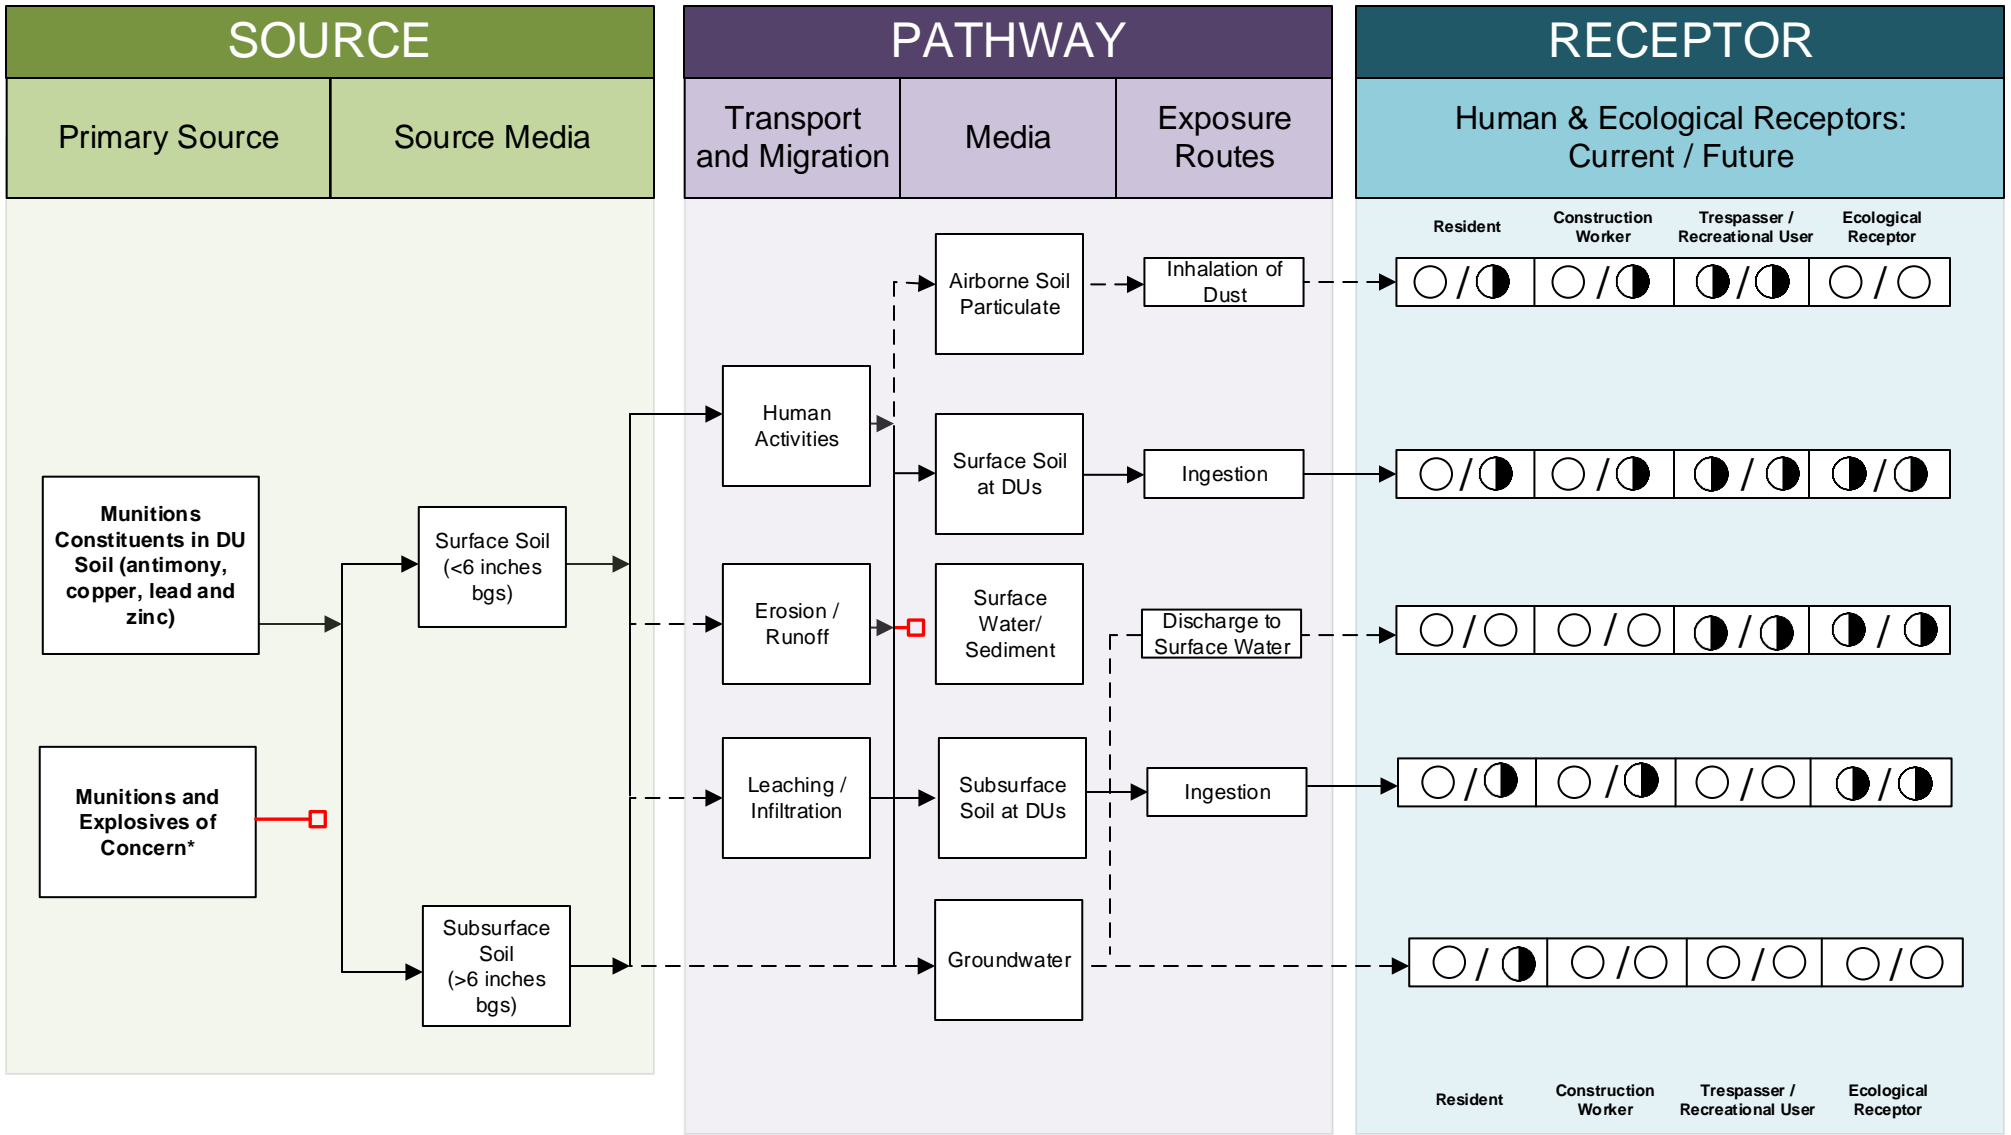 SOURCE
PATHWAY
RECEPTOR
Primary Source
Source Media
Transport
and Migration
Media
Exposure
Routes
Human & Ecological Receptors:
Current / Future
Resident
Construction
Worker
Trespasser /
Recreational User
Ecological
Receptor
Airborne Soil
Particulate
Inhalation of
Dust
/
/
/
/
Human
Activities
Surface Soil
at DUs
Ingestion
/
/
/
/
Munitions
Constituents in DU
Soil (antimony,
copper, lead and
zinc)
Surface Soil
(<6 inches
bgs)
Erosion /
Runoff
Surface
Water/
Sediment
Discharge to
Surface Water
/
/
/
/
Munitions and
Explosives of
Concern*
Leaching /
Infiltration
Subsurface
Soil at DUs
Ingestion
/
/
/
/
Subsurface
Soil
(>6 inches
bgs)
Groundwater
/
/
/
/
Resident
Construction
Worker
Trespasser /
Recreational User
Ecological
Receptor